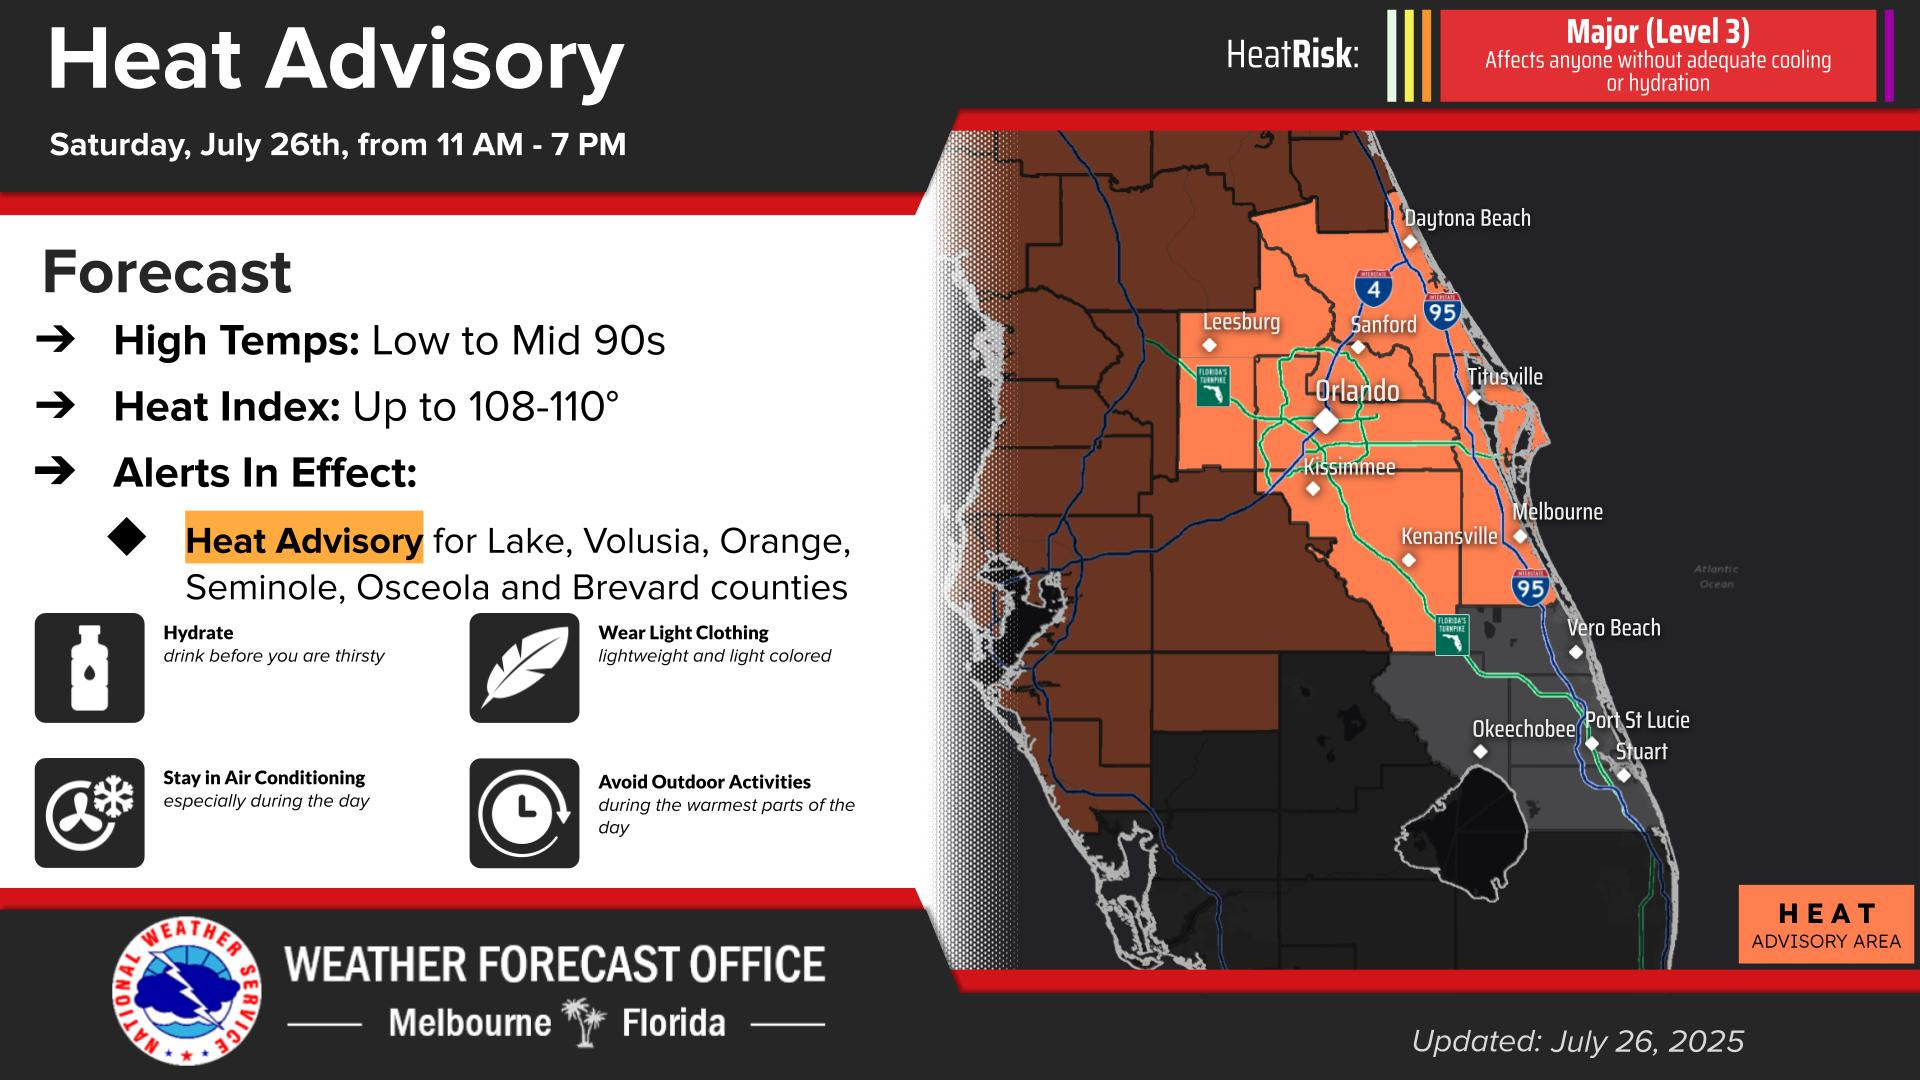 Heat Advisory
Saturday, July 26th, from 11 AM - 7 PM
HeatRisk:
Major (Level 3)
Affects anyone without adequate cooling
or hydration
Forecast
➔ High Temps: Low to Mid 90s
➔ Heat Index: Up to 108-110°
➔ Alerts In Effect:
◆ Heat Advisory for Lake, Volusia, Orange,
Seminole, Osceola and Brevard counties
Hydrate
drink before you are thirsty
Wear Light Clothing
lightweight and light colored
Stay in Air Conditioning
especially during the day
Avoid Outdoor Activities
during the warmest parts of the
day
Daytona Beach
INTERSTATE
4
INTERSTATE
95
Leesburg
Sanford
FLORIDA'S
TURNPIKE
Titusville
Orlando
Kissimmee
Melbourne
Kenansville
Atlantic
Ocean
INTERSTATE
95
FLORIDA'S
TURNPIKE
Vero Beach
Okeechobee
Port St Lucie
Stuart
HEAT
ADVISORY AREA
NATIONAL WEATHER SERVICE
WEATHER FORECAST OFFICE
Melbourne Florida
Updated: July 26, 2025